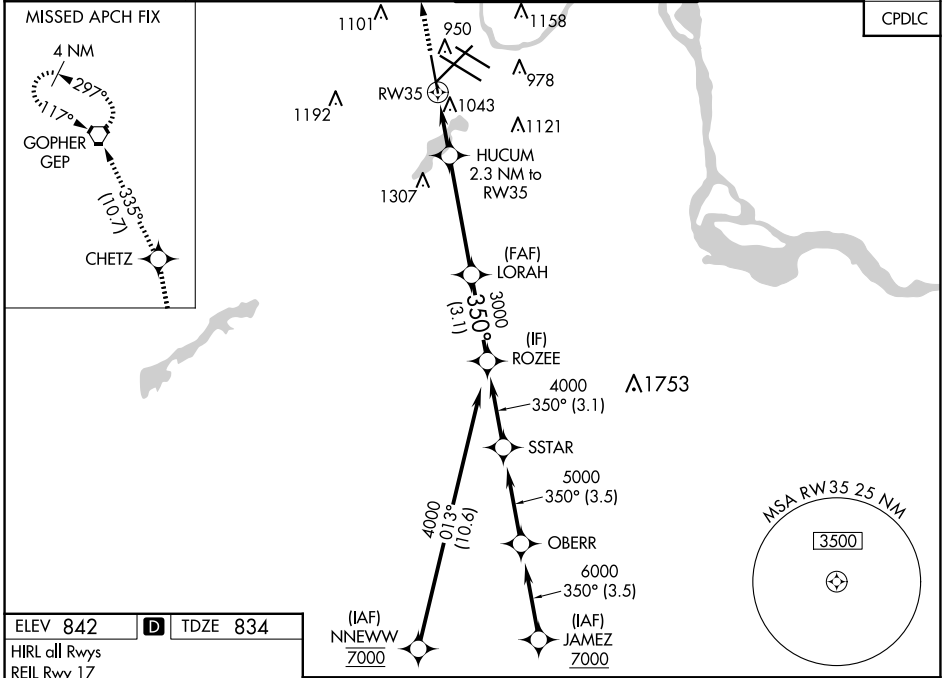 MISSED APCH FIX
4 NM
297°
117°
GOPHER
GEP
335°
(10.7)
CHETZ
1101
1158
CPDLC
950
978
RW35
1043
1192
1121
HUCUM
2.3 NM to
RW35
1307
(FAF)
LORAH
3000
350°
(3.1)
(IF)
ROZEE
1753
4000
350° (3.1)
SSTAR
5000
350° (3.5)
4000
013°
(10.6)
OBERR
6000
350° (3.5)
MSA RW35 25 NM
3500
(IAF)
NNEWW
7000
(IAF)
JAMEZ
7000
ELEV 842 D TDZE 834
HIRL all Rwys
REIL Rwy 17